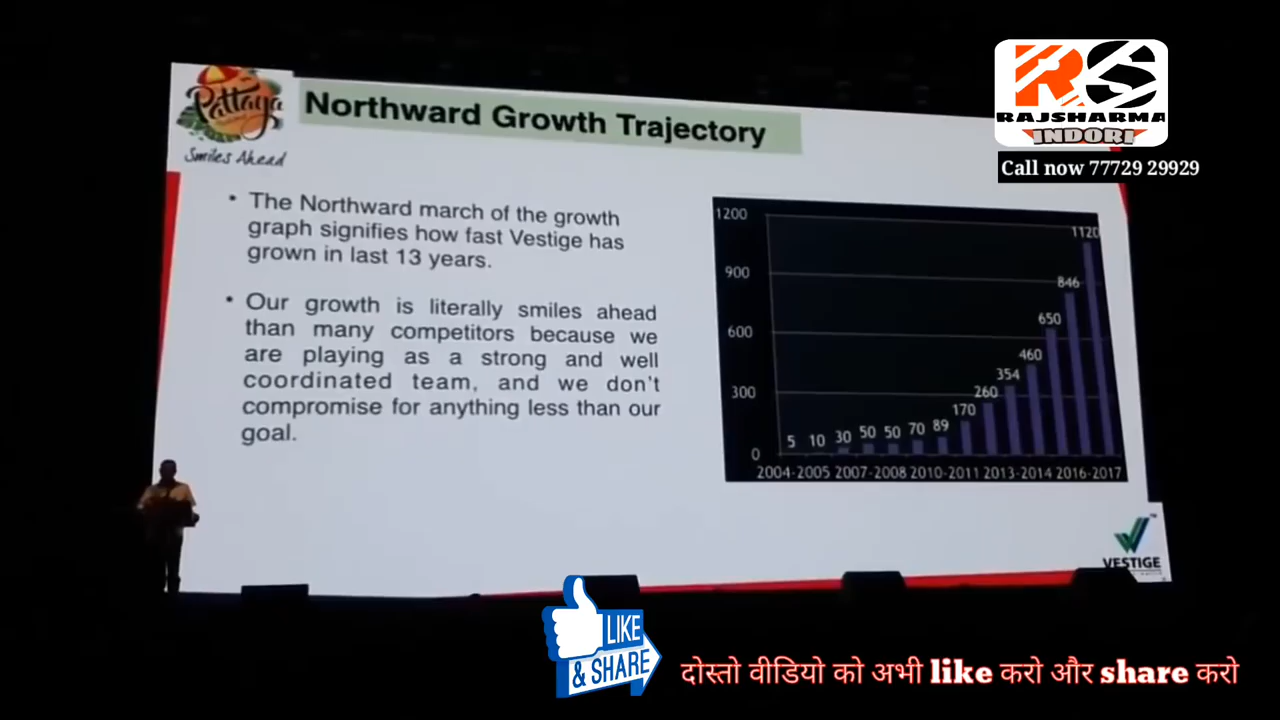 Pattaya
Smiles Ahead
Northward Growth Trajectory
RS
RAJSHARMA
INDORI
Call now 77729 29929
• The Northward march of the growth
graph signifies how fast Vestige has
grown in last 13 years.
• Our growth is literally smiles ahead
than many competitors because we
are playing as a strong and well
coordinated team, and we don't
compromise for anything less than our
goal.
1200
900
600
300
0
5 10 30 50 50 70 89 170 260 354 460 650 846 1120
2004-2005 2007-2008 2010-2011 2013-2014 2016-2017
VESTIGE
LIKE
& SHARE
दोस्तो वीडियो को अभी like करो और share करो